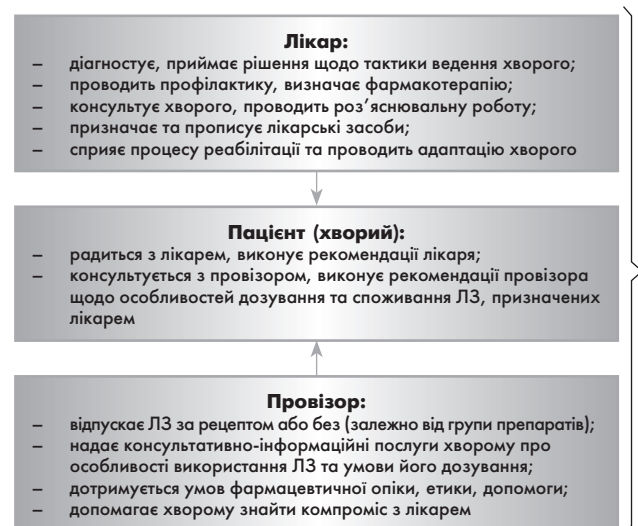 Лікар:
– діагностує, приймає рішення щодо тактики ведення хворого;
– проводить профілактику, визначає фармакотерапію;
– консультує хворого, проводить роз’яснювальну роботу;
– призначає та прописує лікарські засоби;
– сприяє процесу реабілітації та проводить адаптацію хворого
Пацієнт (хворий):
– радиться з лікарем, виконує рекомендації лікаря;
– консультується з провізором, виконує рекомендації провізора
щодо особливостей дозування та споживання ЛЗ, призначених
лікарем
Провізор:
– відпускає ЛЗ за рецептом або без (залежно від групи препаратів);
– надає консультативно-інформаційні послуги хворому про
особливості використання ЛЗ та умови його дозування;
– дотримується умов фармацевтичної опіки, етики, допомоги;
– допомагає хворому знайти компроміс з лікарем